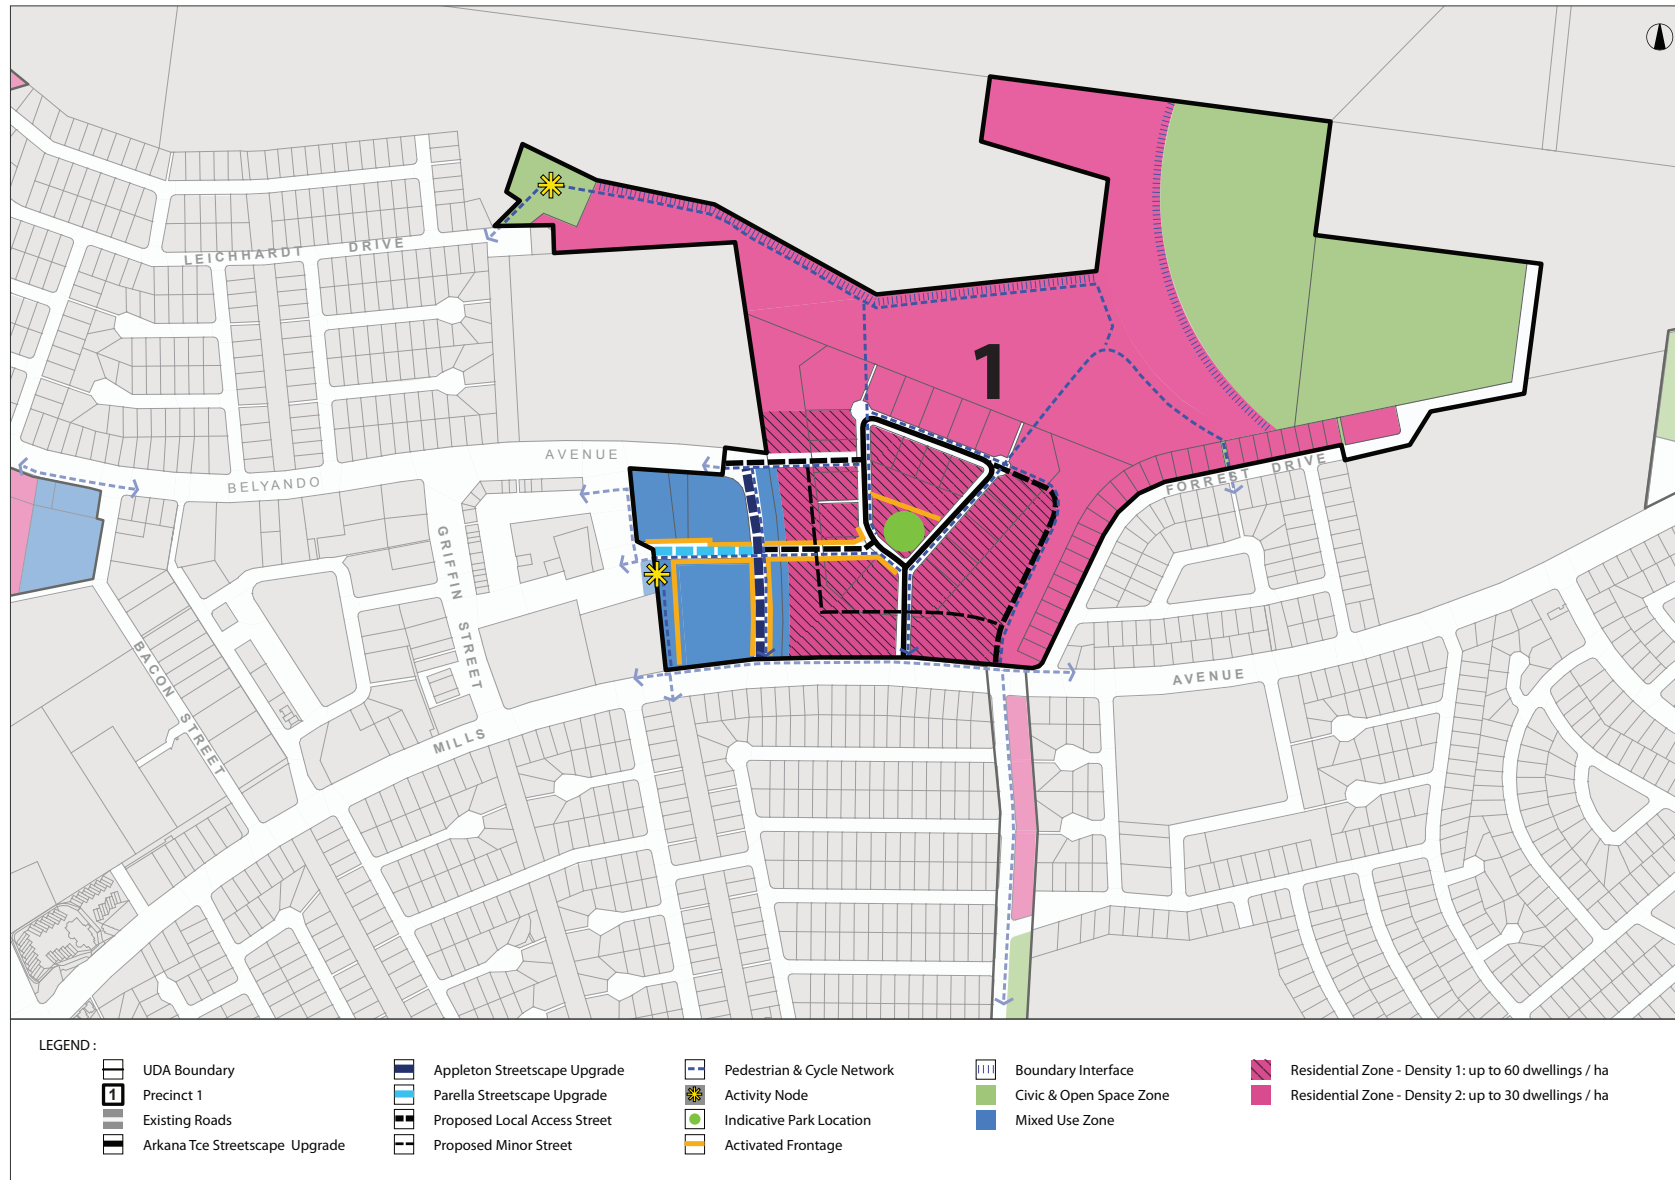 LEICHHARDT DRIVE
1
AVENUE
BELYANDO
FORREST DRIVE
GRIFFIN STREET
BACON STREET
MILLS
AVENUE
LEGEND :
UDA Boundary
1 Precinct 1
Existing Roads
Arkana Tce Streetscape Upgrade
Appleton Streetscape Upgrade
Parella Streetscape Upgrade
Proposed Local Access Street
Proposed Minor Street
Pedestrian & Cycle Network
Activity Node
Indicative Park Location
Activated Frontage
Boundary Interface
Civic & Open Space Zone
Mixed Use Zone
Residential Zone - Density 1: up to 60 dwellings / ha
Residential Zone - Density 2: up to 30 dwellings / ha